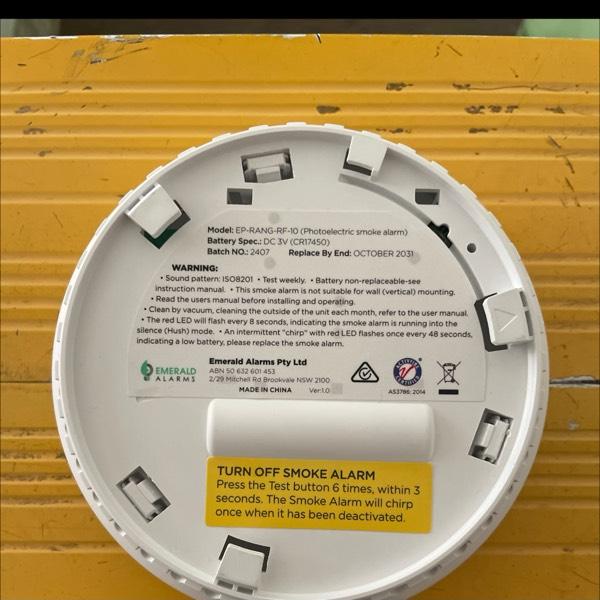 Model: EP-RANG-RF-10 (Photoelectric smoke alarm)
Battery Spec.: DC 3V (CR17450)
Batch NO.: 2407 Replace By End: OCTOBER 2031
WARNING:
• Sound pattern: ISO8201 • Test weekly. • Battery non-replaceable-see
instruction manual. • This smoke alarm is not suitable for wall (vertical) mounting.
• Read the users manual before installing and operating.
• Clean by vacuum, cleaning the outside of the unit each month, refer to the user manual.
• The red LED will flash every 8 seconds, indicating the smoke alarm is running into the
silence (Hush) mode. • An intermittent "chirp" with red LED flashes once every 48 seconds,
indicating a low battery, please replace the smoke alarm.
EMERALD
ALARMS
Emerald Alarms Pty Ltd
ABN 50 632 601 453
2/29 Mitchell Rd Brookvale NSW 2100
MADE IN CHINA Ver:1.0
AS3786: 2014
TURN OFF SMOKE ALARM
Press the Test button 6 times, within 3
seconds. The Smoke Alarm will chirp
once when it has been deactivated.